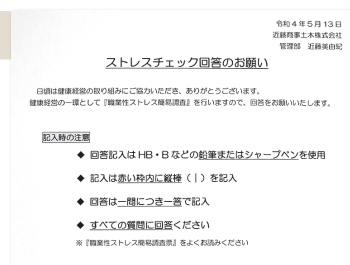 令和4年5月13日
近藤商事土木株式会社
管理部 近藤美由紀
ストレスチェック回答のお願い
日頃は健康経営の取り組みにご協力いただき、ありがとうございます。
健康経営の一環として『職業性ストレス簡易調査』を行いますので、回答をお願いいたします。
記入時の注意
◆ 回答記入はHB・Bなどの鉛筆またはシャープペンを使用
◆ 記入は赤い枠内に縦棒(|)を記入
◆ 回答は一問につき一答で記入
◆ すべての質問に回答ください
※『職業性ストレス簡易調査票』をよくお読みください